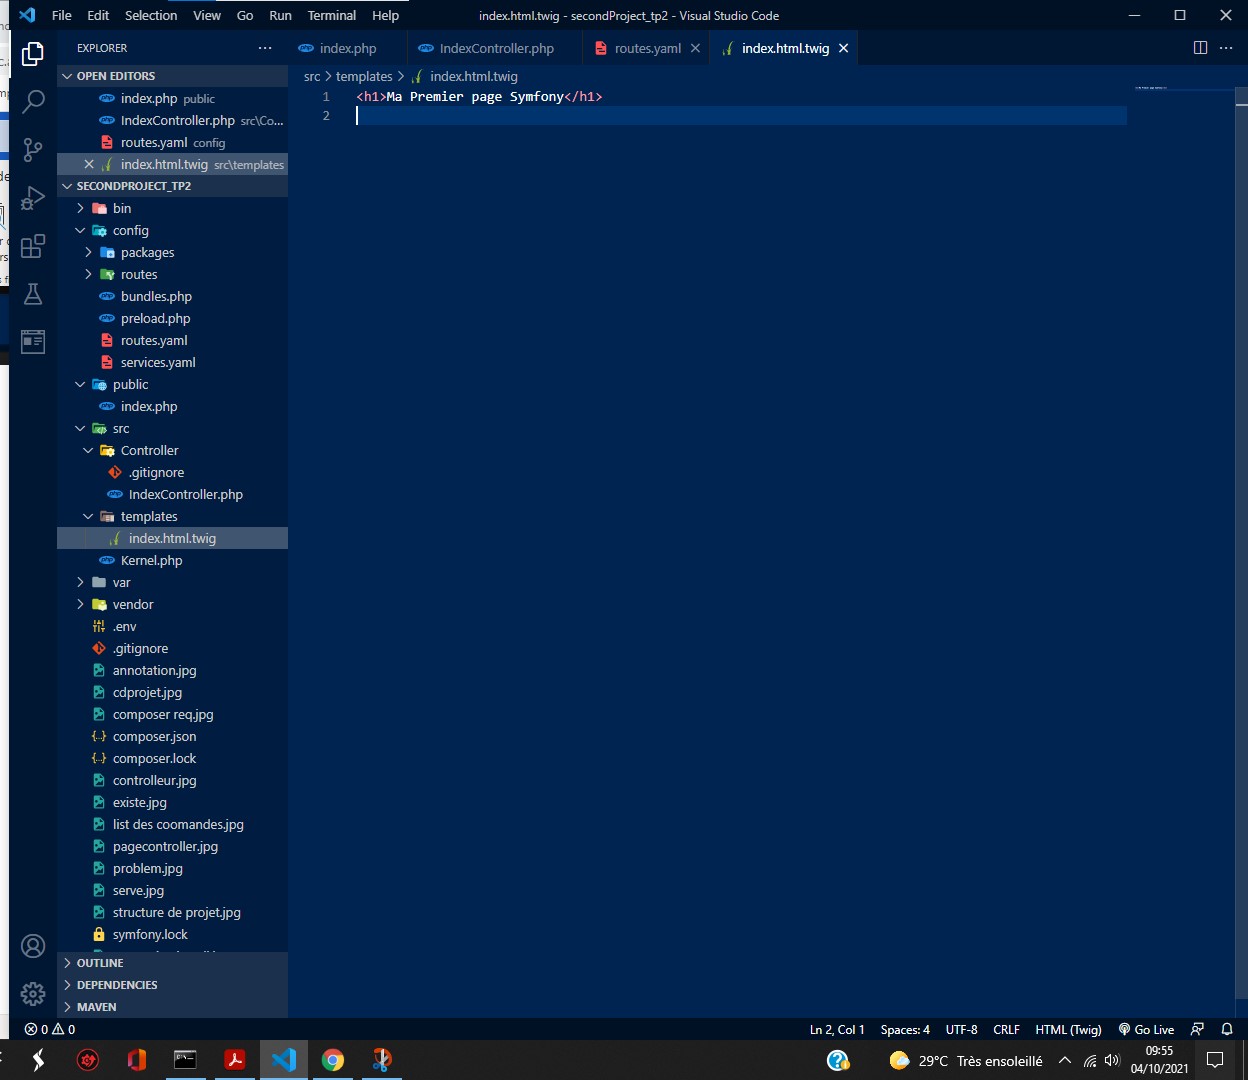 File Edit Selection View Go Run Terminal Help index.html.twig - secondProject_tp2 - Visual Studio Code
EXPLORER
index.php IndexController.php routes.yaml index.html.twig
OPEN EDITORS
index.php public
IndexController.php src\Co...
routes.yaml config
index.html.twig src\templates
SECONDPROJECT_TP2
bin
config
packages
routes
bundles.php
preload.php
routes.yaml
services.yaml
public
index.php
src
Controller
.gitignore
IndexController.php
templates
index.html.twig
Kernel.php
var
vendor
.env
.gitignore
annotation.jpg
cdprojet.jpg
composer req.jpg
composer.json
composer.lock
controlleur.jpg
existe.jpg
list des coomandes.jpg
pagecontroller.jpg
problem.jpg
serve.jpg
structure de projet.jpg
symfony.lock
OUTLINE
DEPENDENCIES
MAVEN
src > templates > index.html.twig
1 <h1>Ma Premier page Symfony</h1>
2
0 0 Ln 2, Col 1 Spaces: 4 UTF-8 CRLF HTML (Twig) Go Live
29°C Très ensoleillé
09:55
04/10/2021